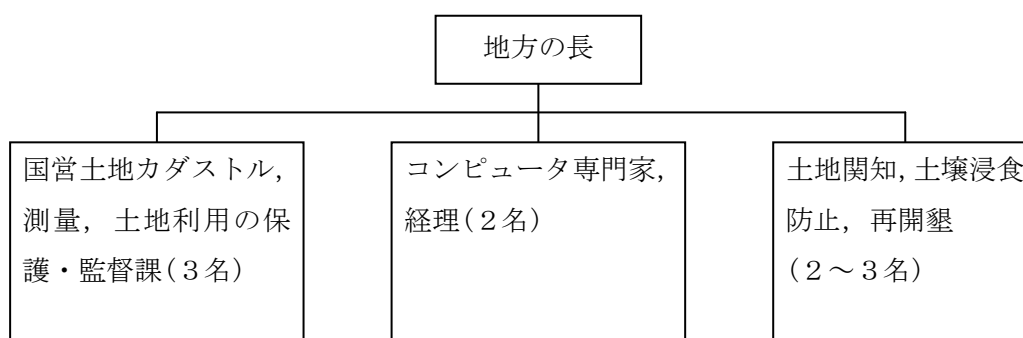 地方の長
国営土地カダストル，
測量，土地利用の保
護・監督課(３名)
コンピュータ専門家，
経理(２名)
土地関知，土壌浸食
防止，再開墾
(２～３名)